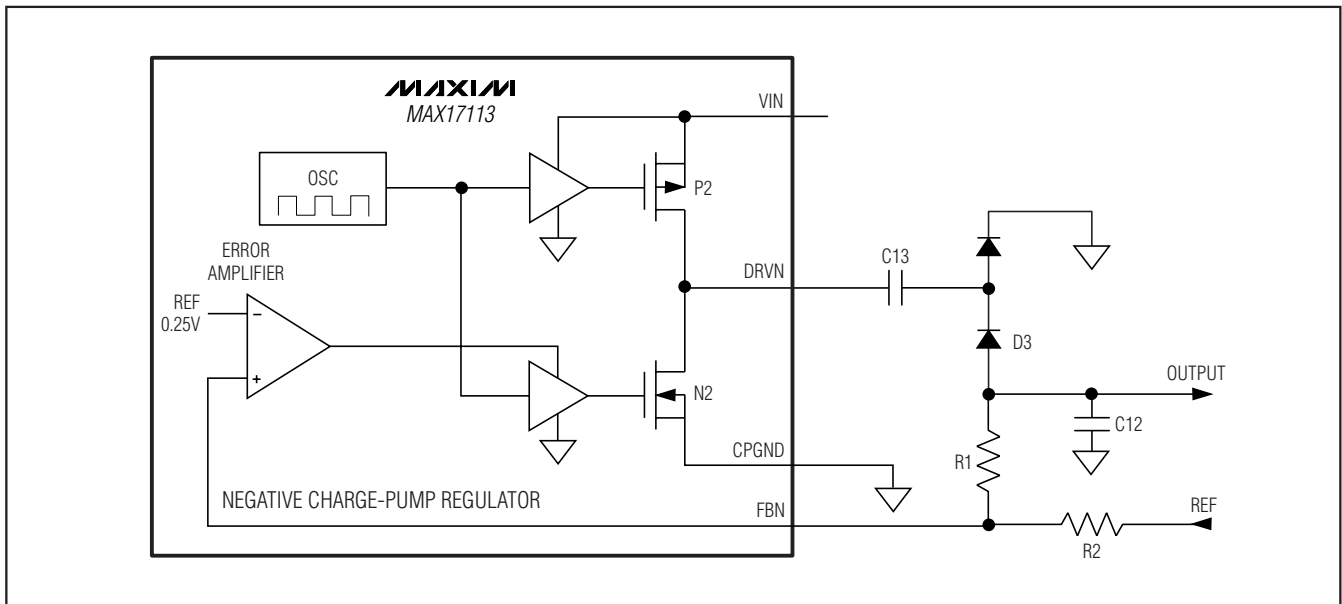 MAXIM
MAX17113
VIN
OSC
P2
ERROR
AMPLIFIER
REF
0.25V
−
+
DRVN
C13
D3
OUTPUT
C12
N2
CPGND
R1
NEGATIVE CHARGE-PUMP REGULATOR
FBN
REF
R2